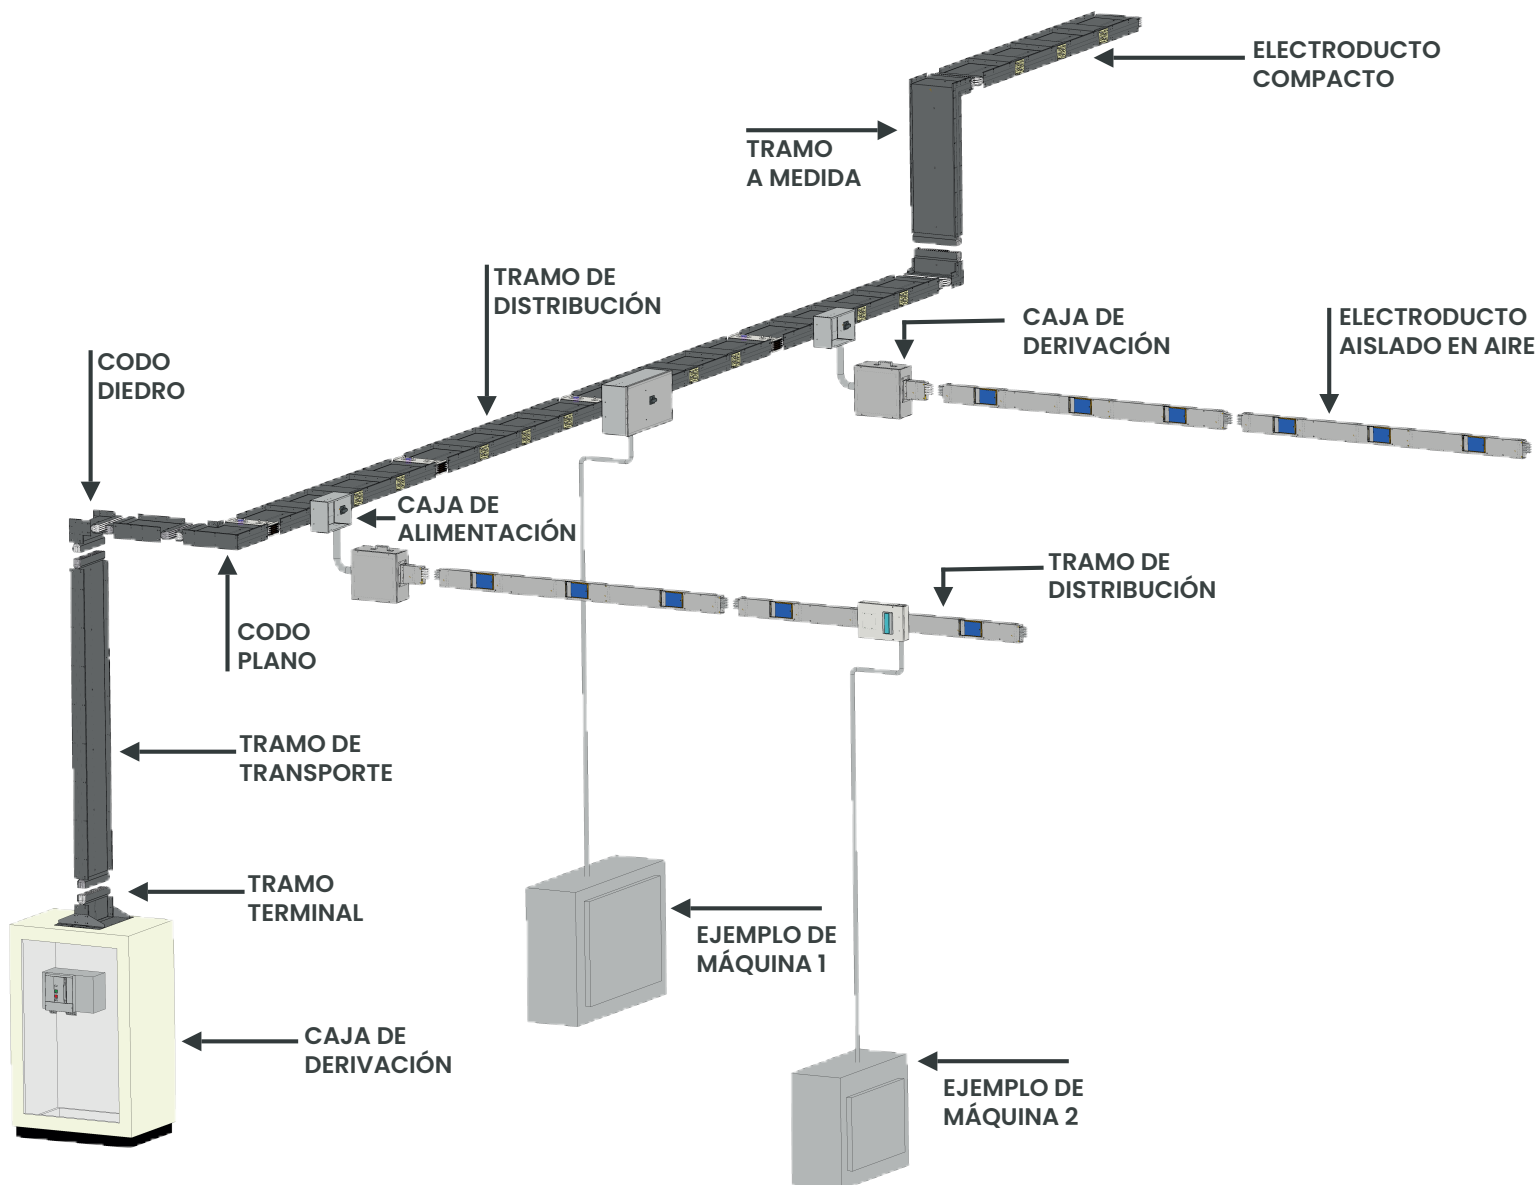 ELECTRODUCTO
COMPACTO
TRAMO
A MEDIDA
TRAMO DE
DISTRIBUCIÓN
CAJA DE
DERIVACIÓN
ELECTRODUCTO
AISLADO EN AIRE
CODO
DIEDRO
CAJA DE
ALIMENTACIÓN
TRAMO DE
DISTRIBUCIÓN
CODO
PLANO
TRAMO DE
TRANSPORTE
TRAMO
TERMINAL
EJEMPLO DE
MÁQUINA 1
CAJA DE
DERIVACIÓN
EJEMPLO DE
MÁQUINA 2